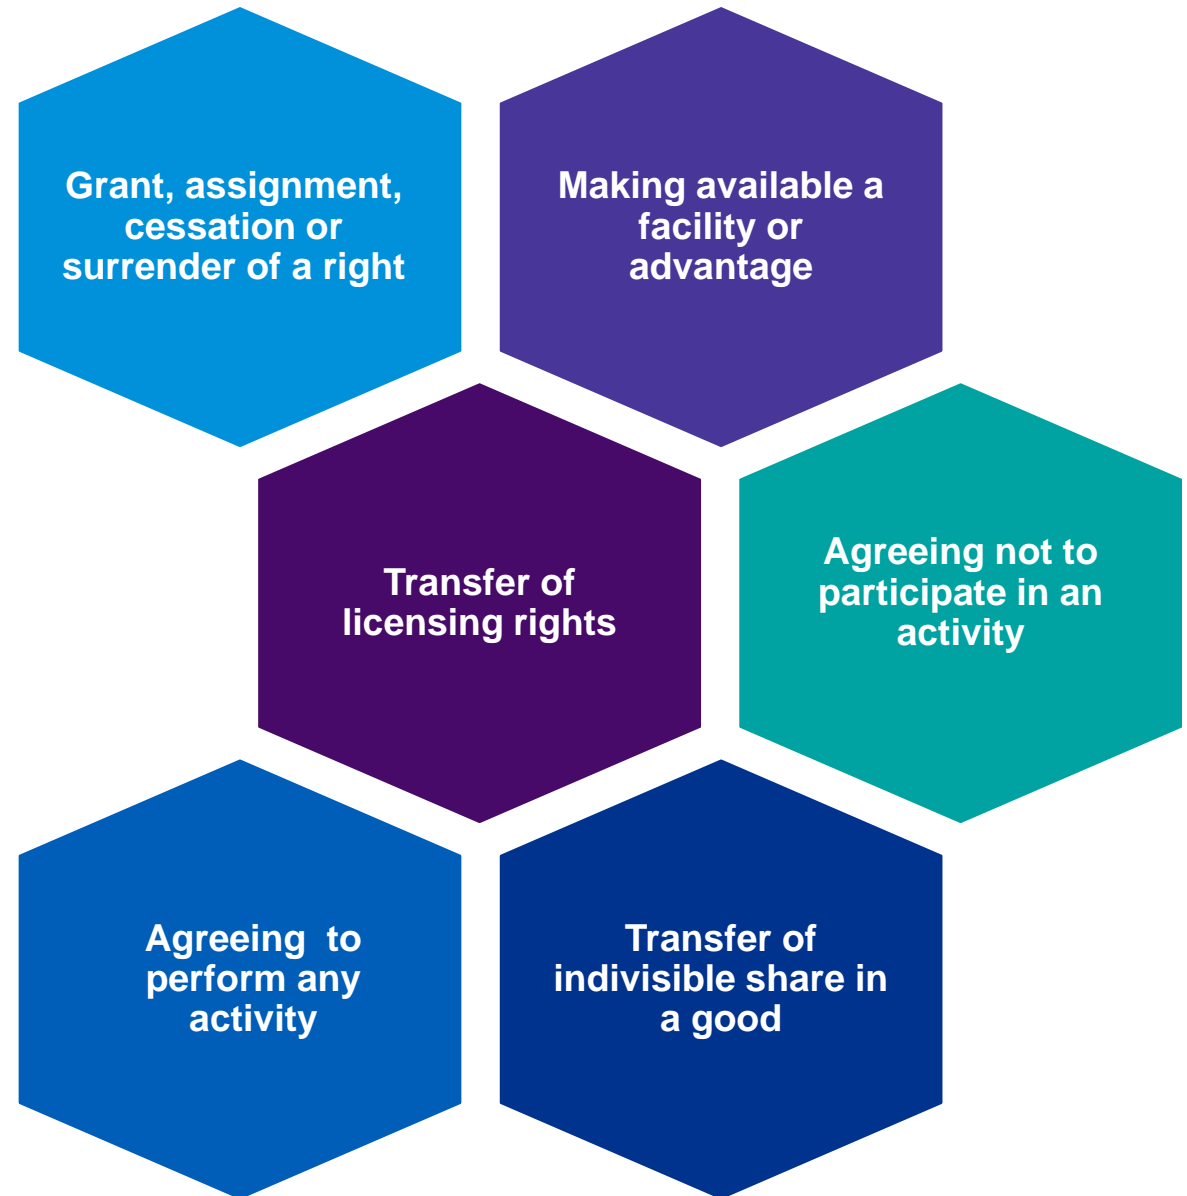 Grant, assignment,
cessation or
surrender of a right
Making available a
facility or
advantage
Transfer of
licensing rights
Agreeing not to
participate in an
activity
Agreeing  to
perform any
activity
Transfer of
indivisible share in
a good